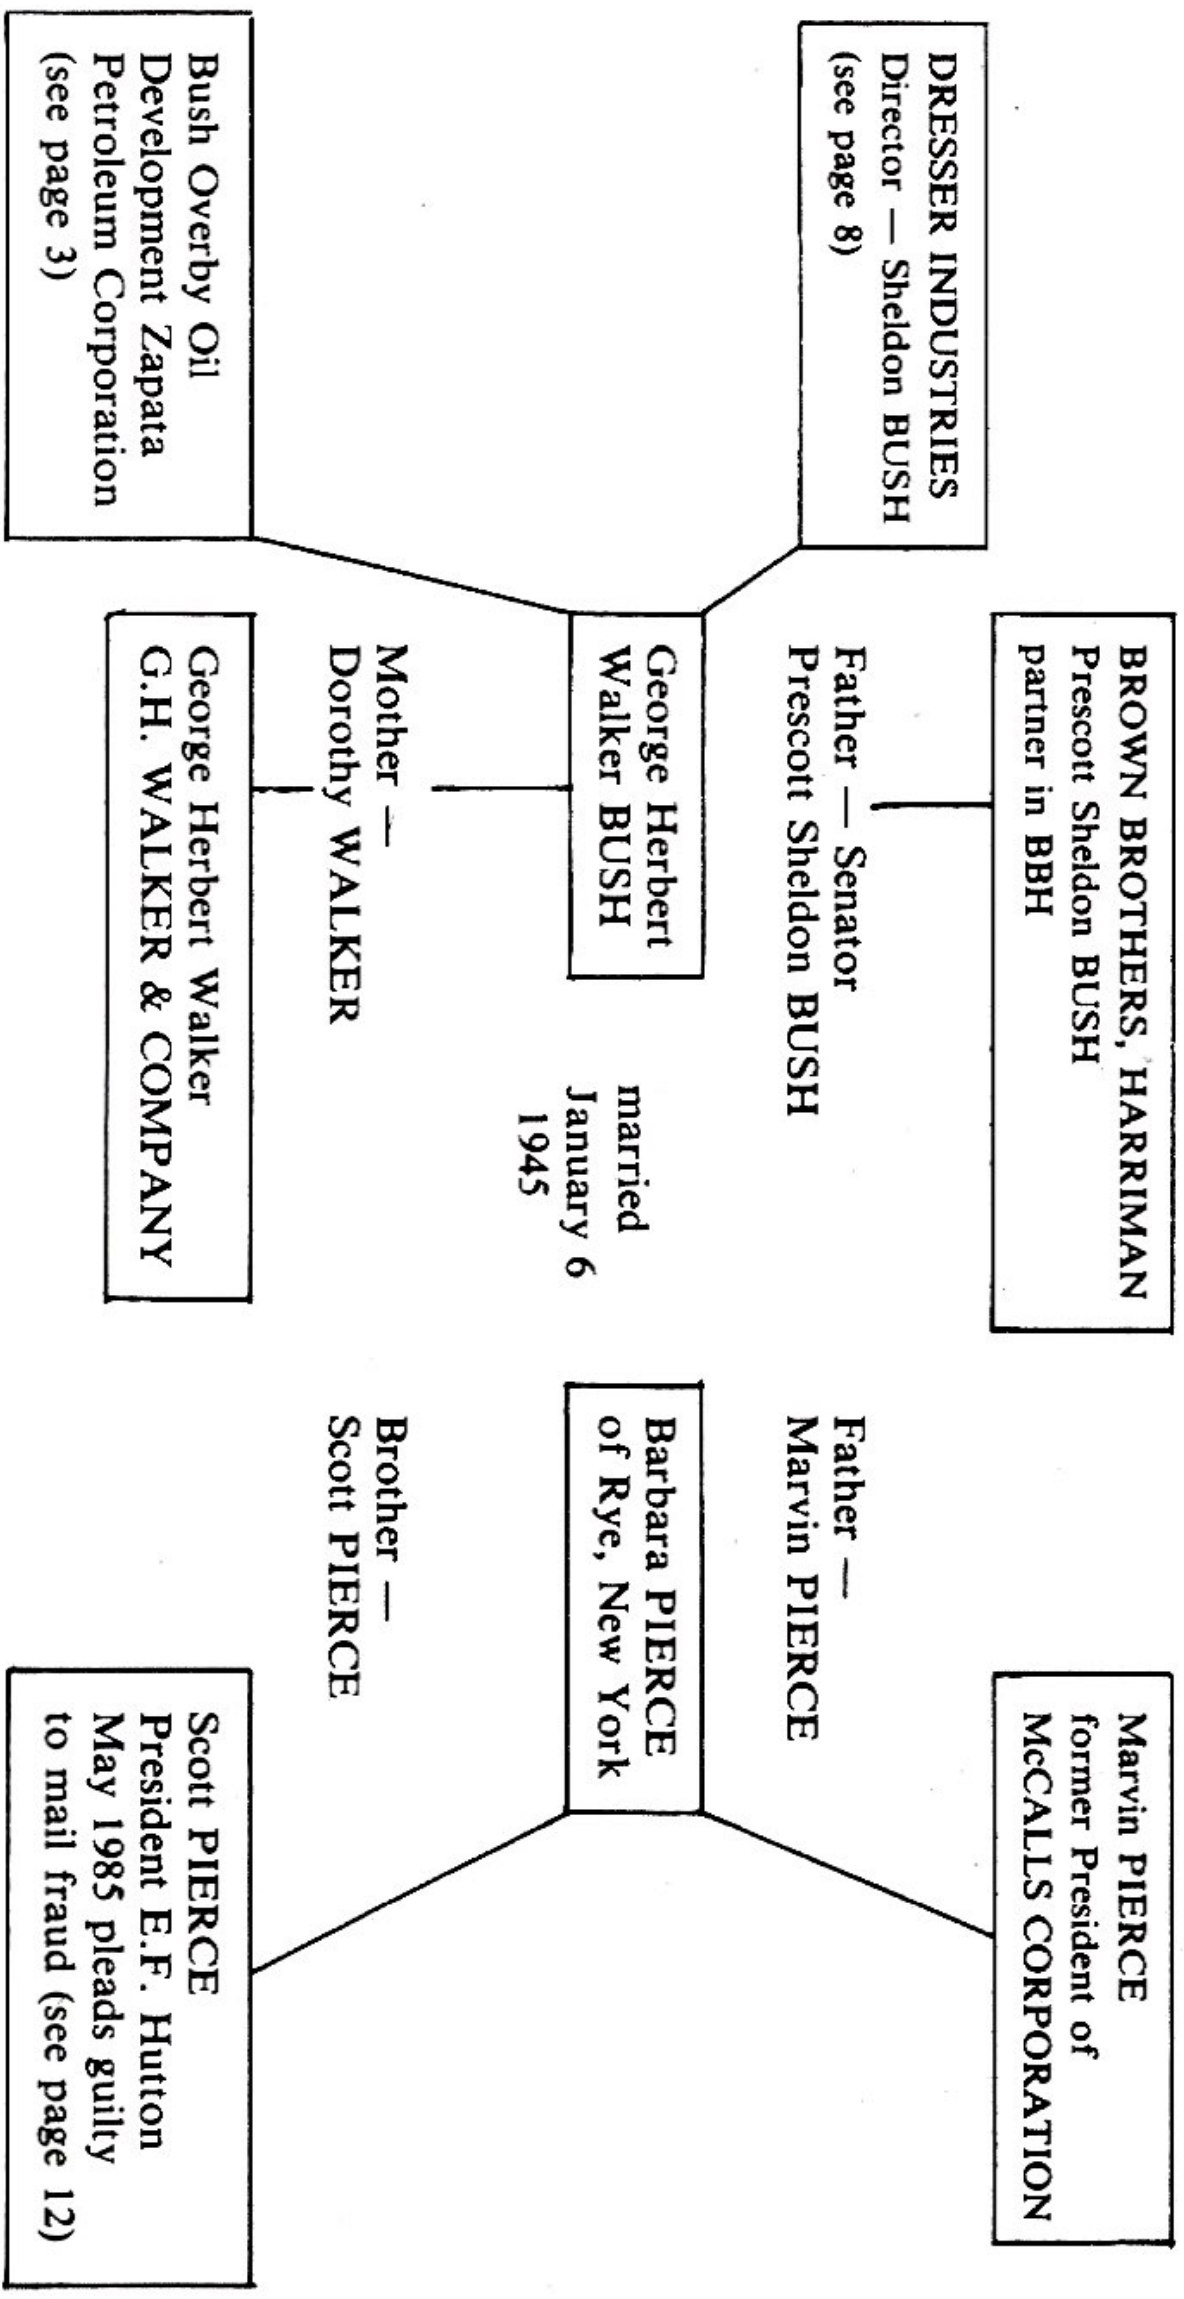 BROWN BROTHERS, HARRIMAN
Prescott Sheldon BUSH
partner in BBH
Marvin PIERCE
former President of
McCALLS CORPORATION
DRESSER INDUSTRIES
Director — Sheldon BUSH
(see page 8)
Father — Senator
Prescott Sheldon BUSH
Father —
Marvin PIERCE
George Herbert
Walker BUSH
married
January 6
1945
Barbara PIERCE
of Rye, New York
Mother —
Dorothy WALKER
Brother —
Scott PIERCE
Bush Overby Oil
Development Zapata
Petroleum Corporation
(see page 3)
George Herbert Walker
G.H. WALKER & COMPANY
Scott PIERCE
President E.F. Hutton
May 1985 pleads guilty
to mail fraud (see page 12)